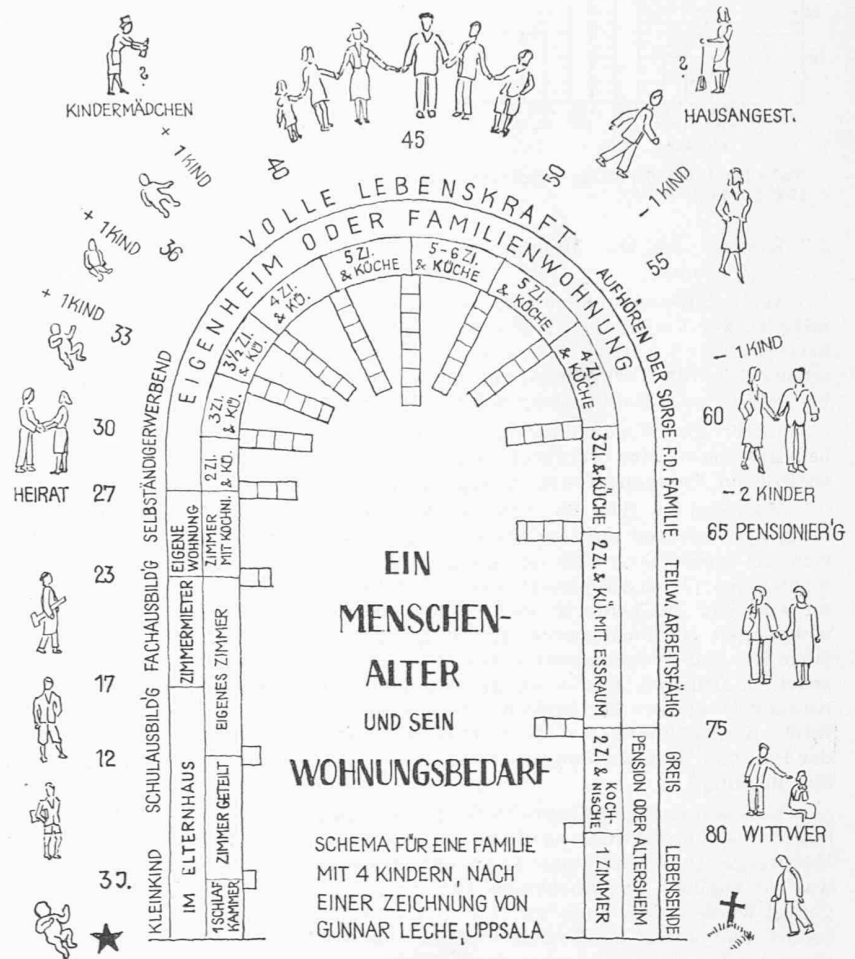 KINDERMÄDCHEN
?
HAUSANGEST.
?
+ 1 KIND
+ 1 KIND
+ 1 KIND
33
36
40
45
50
55
- 1 KIND
- 1 KIND
60
- 2 KINDER
65 PENSIONIER'G
75
80 WITTWER
HEIRAT
30
27
23
17
12
3 J.
VOLLE LEBENSKRAFT
EIGENHEIM ODER FAMILIENWOHNUNG
KLEINKIND
SCHULAUSBILD'G
FACHAUSBILD'G
SELBSTÄNDIGERWERBEND
IM ELTERNHAUS
ZIMMERMIETER
EIGENE
WOHNUNG
1 SCHLAF
KAMMER
ZIMMER GETEILT
EIGENES ZIMMER
ZIMMER
MIT KOCHNI.
2 ZI.
& KÜ.
3 ZI.
& KÜ.
3½ ZI.
& KÜ.
4 ZI.
& KÜ.
5 ZI.
& KÜCHE
5-6 ZI.
& KÜCHE
5 ZI.
& KÜCHE
4 ZI.
& KÜCHE
3 ZI. & KÜCHE
2 ZI. & KÜ. MIT ESSRAUM
2 ZI. & KOCH-
NISCHE
1 ZIMMER
PENSION ODER ALTERSHEIM
AUFHÖREN DER SORGE F.D. FAMILIE
TEILW. ARBEITSFÄHIG
GREIS
LEBENSENDE
EIN
MENSCHEN-
ALTER
UND SEIN
WOHNUNGSBEDARF
SCHEMA FÜR EINE FAMILIE
MIT 4 KINDERN, NACH
EINER ZEICHNUNG VON
GUNNAR LECHE, UPPSALA